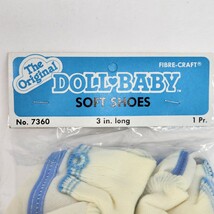 The Original
FIBRE-CRAFT®
DOLL BABY
SOFT SHOES
No. 7360 3 in. long 1 Pr.